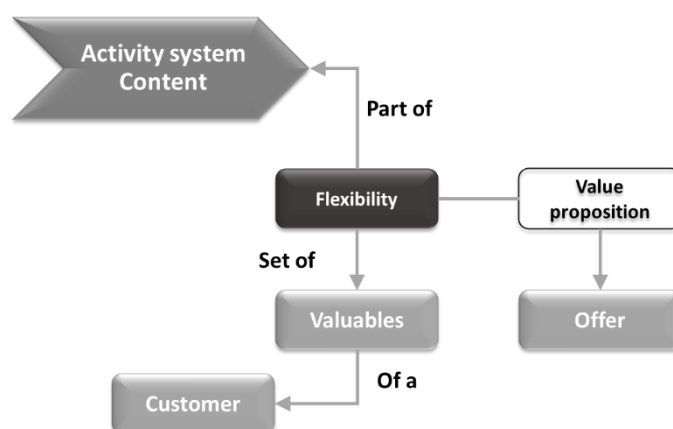 Activity system
Content
Part of
Flexibility
Value
proposition
Set of
Valuables
Offer
Of a
Customer